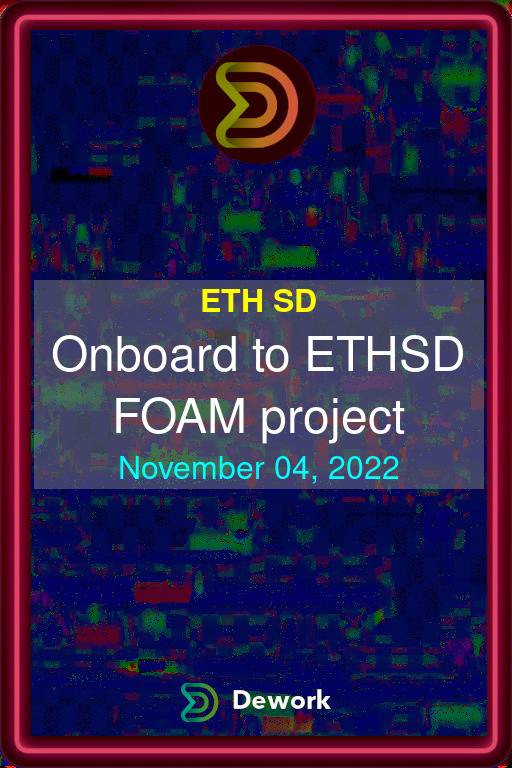 ETH SD
Onboard to ETHSD
FOAM project
November 04, 2022
Dework